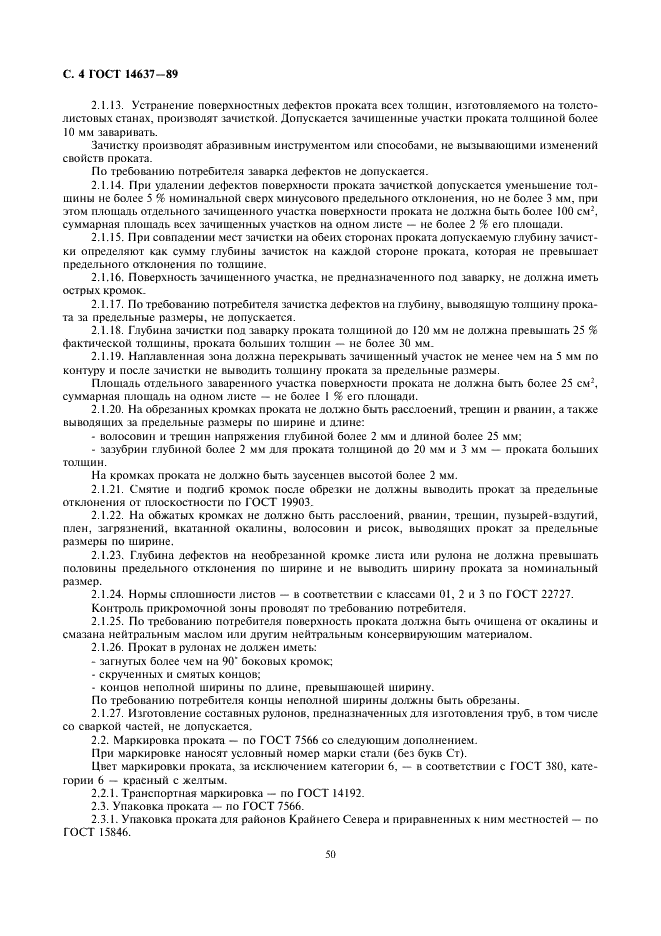 С. 4 ГОСТ 14637—89
2.1.13. Устранение поверхностных дефектов проката всех толщин, изготовляемого на толсто-
листовых станах, производят зачисткой. Допускается зачищенные участки проката толщиной более
10 мм заваривать.
Зачистку производят абразивным инструментом или способами, не вызывающими изменений
свойств проката.
По требованию потребителя заварка дефектов не допускается.
2.1.14. При удалении дефектов поверхности проката зачисткой допускается уменьшение тол-
щины не более 5 % номинальной сверх минусового предельного отклонения, но не более 3 мм, при
этом площадь отдельного зачищенного участка поверхности проката не должна быть более 100 см²,
суммарная площадь всех зачищенных участков на одном листе — не более 2 % его площади.
2.1.15. При совпадении мест зачистки на обеих сторонах проката допускаемую глубину зачист-
ки определяют как сумму глубины зачисток на каждой стороне проката, которая не превышает
предельного отклонения по толщине.
2.1.16. Поверхность зачищенного участка, не предназначенного под заварку, не должна иметь
острых кромок.
2.1.17. По требованию потребителя зачистка дефектов на глубину, выводящую толщину прока-
та за предельные размеры, не допускается.
2.1.18. Глубина зачистки под заварку проката толщиной до 120 мм не должна превышать 25 %
фактической толщины, проката больших толщин — не более 30 мм.
2.1.19. Наплавленная зона должна перекрывать зачищенный участок не менее чем на 5 мм по
контуру и после зачистки не выводить толщину проката за предельные размеры.
Площадь отдельного заваренного участка поверхности проката не должна быть более 25 см²,
суммарная площадь на одном листе — не более 1 % его площади.
2.1.20. На обрезанных кромках проката не должно быть расслоений, трещин и рванин, а также
выводящих за предельные размеры по ширине и длине:
- волосовин и трещин напряжения глубиной более 2 мм и длиной более 25 мм;
- зазубрин глубиной более 2 мм для проката толщиной до 20 мм и 3 мм — проката больших
толщин.
На кромках проката не должно быть заусенцев высотой более 2 мм.
2.1.21. Смятие и подгиб кромок после обрезки не должны выводить прокат за предельные
отклонения от плоскостности по ГОСТ 19903.
2.1.22. На обжатых кромках не должно быть расслоений, рванин, трещин, пузырей-вздутий,
плен, загрязнений, вкатанной окалины, волосовин и рисок, выводящих прокат за предельные
размеры по ширине.
2.1.23. Глубина дефектов на необрезанной кромке листа или рулона не должна превышать
половины предельного отклонения по ширине и не выводить ширину проката за номинальный
размер.
2.1.24. Нормы сплошности листов — в соответствии с классами 01, 2 и 3 по ГОСТ 22727.
Контроль прикромочной зоны проводят по требованию потребителя.
2.1.25. По требованию потребителя поверхность проката должна быть очищена от окалины и
смазана нейтральным маслом или другим нейтральным консервирующим материалом.
2.1.26. Прокат в рулонах не должен иметь:
- загнутых более чем на 90˚ боковых кромок;
- скрученных и смятых концов;
- концов неполной ширины по длине, превышающей ширину.
По требованию потребителя концы неполной ширины должны быть обрезаны.
2.1.27. Изготовление составных рулонов, предназначенных для изготовления труб, в том числе
со сваркой частей, не допускается.
2.2. Маркировка проката — по ГОСТ 7566 со следующим дополнением.
При маркировке наносят условный номер марки стали (без букв Ст).
Цвет маркировки проката, за исключением категории 6, — в соответствии с ГОСТ 380, кате-
гории 6 — красный с желтым.
2.2.1. Транспортная маркировка — по ГОСТ 14192.
2.3. Упаковка проката — по ГОСТ 7566.
2.3.1. Упаковка проката для районов Крайнего Севера и приравненных к ним местностей — по
ГОСТ 15846.
50